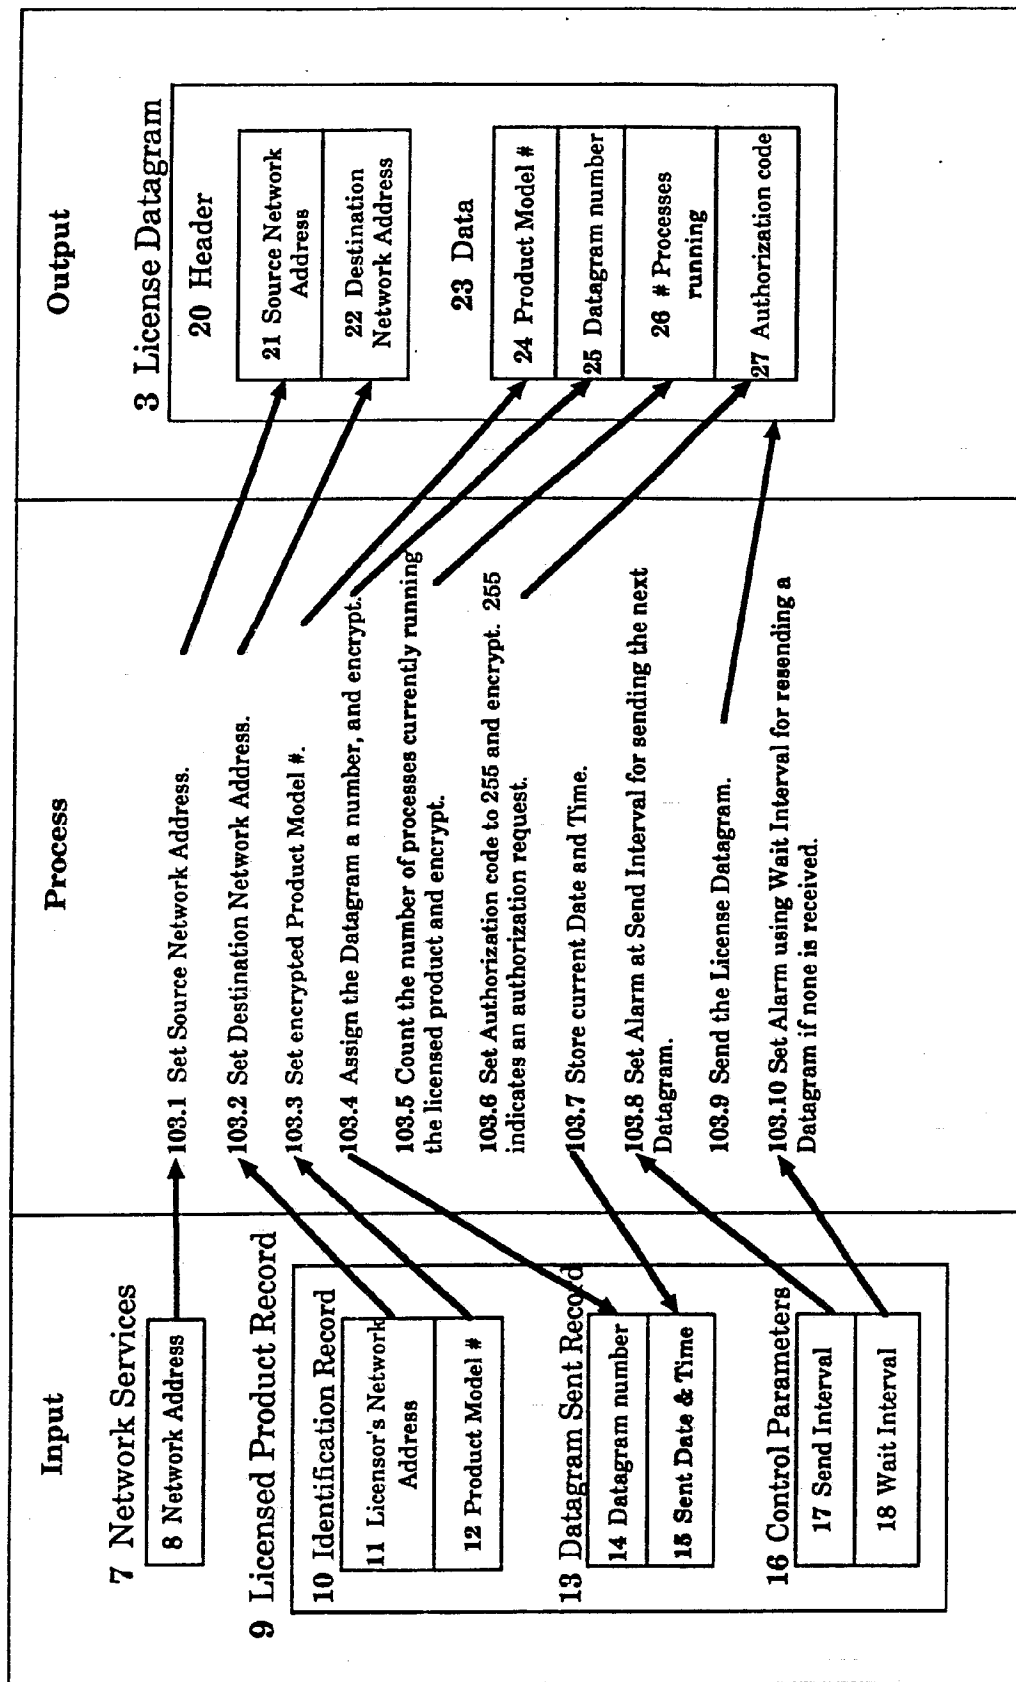 Input
7 Network Services
8 Network Address
9 Licensed Product Record
10 Identification Record
11 Licensor's Network
Address
12 Product Model #
13 Datagram Sent Record
14 Datagram number
15 Sent Date & Time
16 Control Parameters
17 Send Interval
18 Wait Interval
Process
103.1 Set Source Network Address.
103.2 Set Destination Network Address.
103.3 Set encrypted Product Model #.
103.4 Assign the Datagram a number, and encrypt.
103.5 Count the number of processes currently running
the licensed product and encrypt.
103.6 Set Authorization code to 255 and encrypt. 255
indicates an authorization request.
103.7 Store current Date and Time.
103.8 Set Alarm at Send Interval for sending the next
Datagram.
103.9 Send the License Datagram.
103.10 Set Alarm using Wait Interval for resending a
Datagram if none is received.
Output
3 License Datagram
20 Header
21 Source Network
Address
22 Destination
Network Address
23 Data
24 Product Model #
25 Datagram number
26 # Processes
running
27 Authorization code